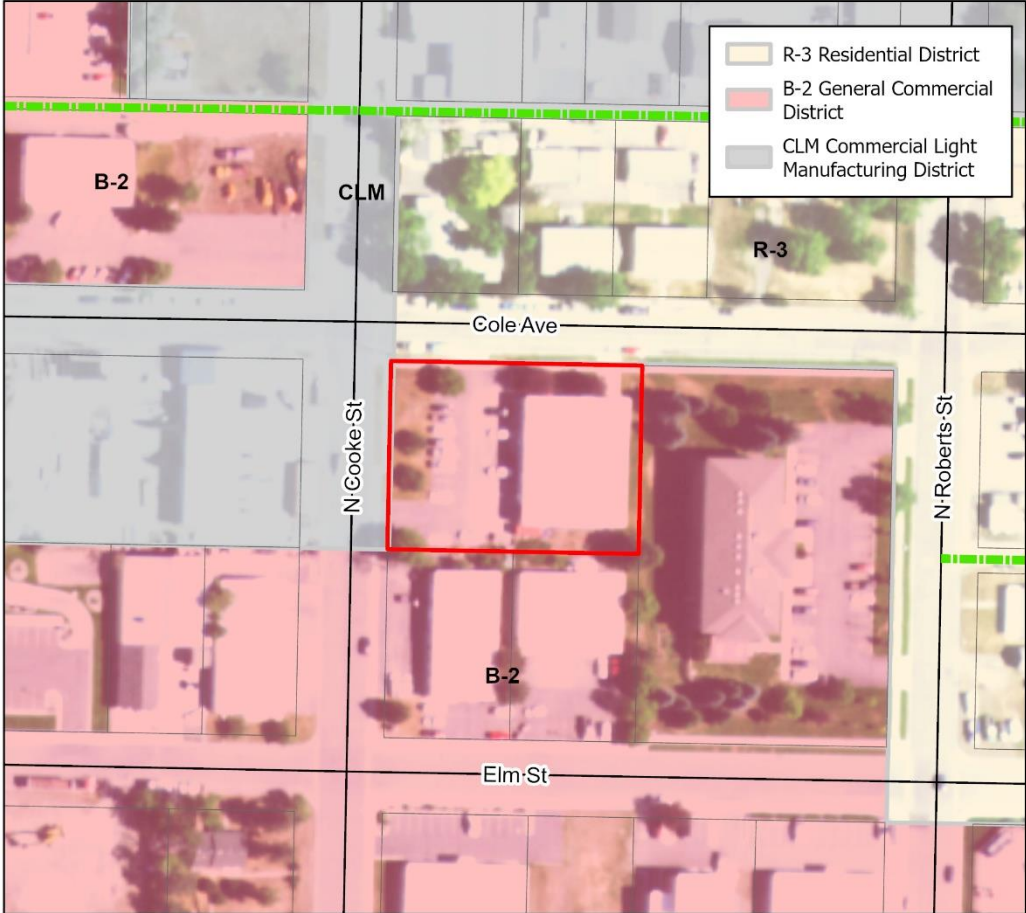 R-3 Residential District
B-2 General Commercial
District
CLM Commercial Light
Manufacturing District
B-2
CLM
R-3
Cole Ave
N Cooke St
N Roberts St
B-2
Elm St